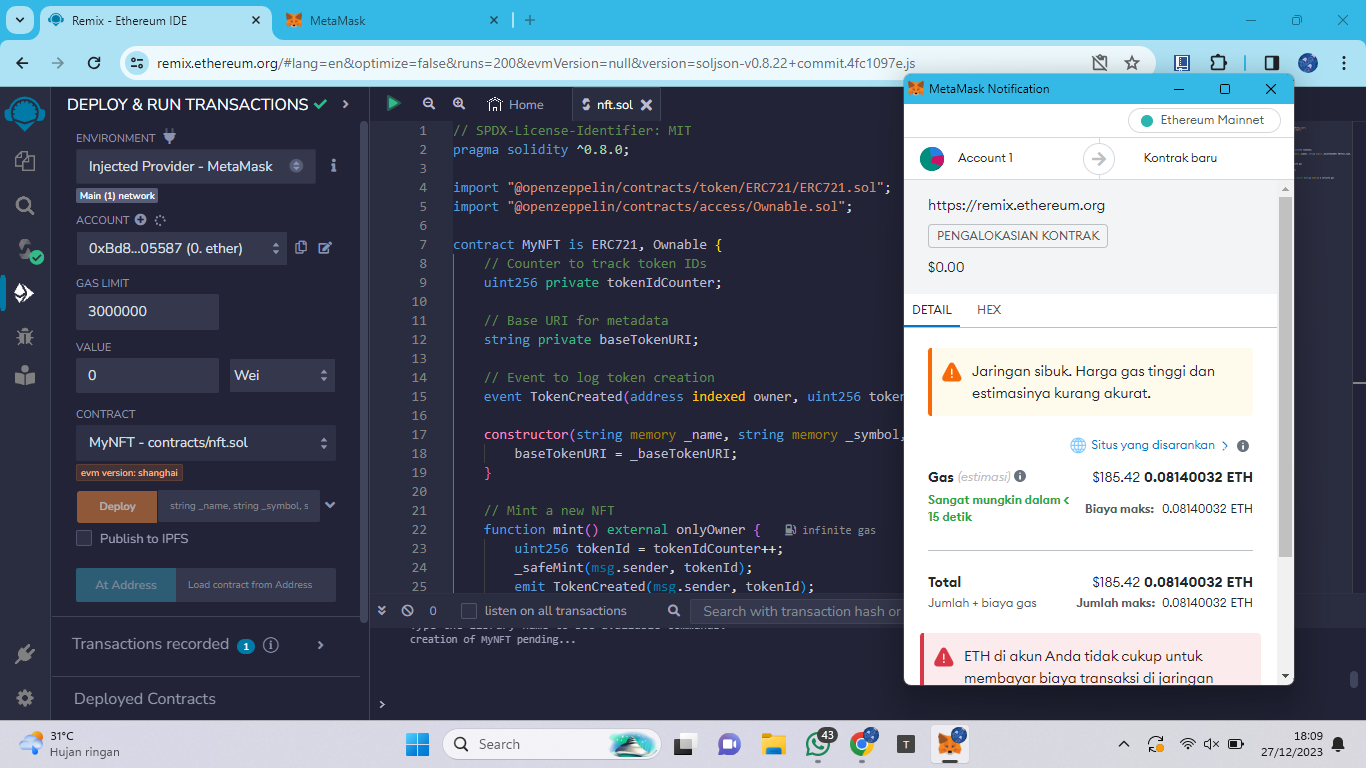 Remix - Ethereum IDE
MetaMask
remix.ethereum.org/#lang=en&optimize=false&runs=200&evmVersion=null&version=soljson-v0.8.22+commit.4fc1097e.js
DEPLOY & RUN TRANSACTIONS
ENVIRONMENT
Injected Provider - MetaMask
Main (1) network
ACCOUNT
0xBd8...05587 (0. ether)
GAS LIMIT
3000000
VALUE
0
Wei
CONTRACT
MyNFT - contracts/nft.sol
evm version: shanghai
Deploy
string _name, string _symbol, s
Publish to IPFS
At Address
Load contract from Address
Transactions recorded 1
Deployed Contracts
Home
nft.sol
1 // SPDX-License-Identifier: MIT
2 pragma solidity ^0.8.0;
3
4 import "@openzeppelin/contracts/token/ERC721/ERC721.sol";
5 import "@openzeppelin/contracts/access/Ownable.sol";
6
7 contract MyNFT is ERC721, Ownable {
8 // Counter to track token IDs
9 uint256 private tokenIdCounter;
10
11 // Base URI for metadata
12 string private baseTokenURI;
13
14 // Event to log token creation
15 event TokenCreated(address indexed owner, uint256 token
16
17 constructor(string memory _name, string memory _symbol,
18 baseTokenURI = _baseTokenURI;
19 }
20
21 // Mint a new NFT
22 function mint() external onlyOwner { infinite gas
23 uint256 tokenId = tokenIdCounter++;
24 _safeMint(msg.sender, tokenId);
25 emit TokenCreated(msg.sender, tokenId);
0
listen on all transactions
Search with transaction hash or
creation of MyNFT pending...
>
MetaMask Notification
Ethereum Mainnet
Account 1
Kontrak baru
https://remix.ethereum.org
PENGALOKASIAN KONTRAK
$0.00
DETAIL
HEX
Jaringan sibuk. Harga gas tinggi dan
estimasinya kurang akurat.
Situs yang disarankan
Gas (estimasi) $185.42 0.08140032 ETH
Sangat mungkin dalam <
15 detik
Biaya maks: 0.08140032 ETH
Total $185.42 0.08140032 ETH
Jumlah + biaya gas Jumlah maks: 0.08140032 ETH
ETH di akun Anda tidak cukup untuk
membayar biaya transaksi di jaringan
31°C
Hujan ringan
Search
43
T
18:09
27/12/2023